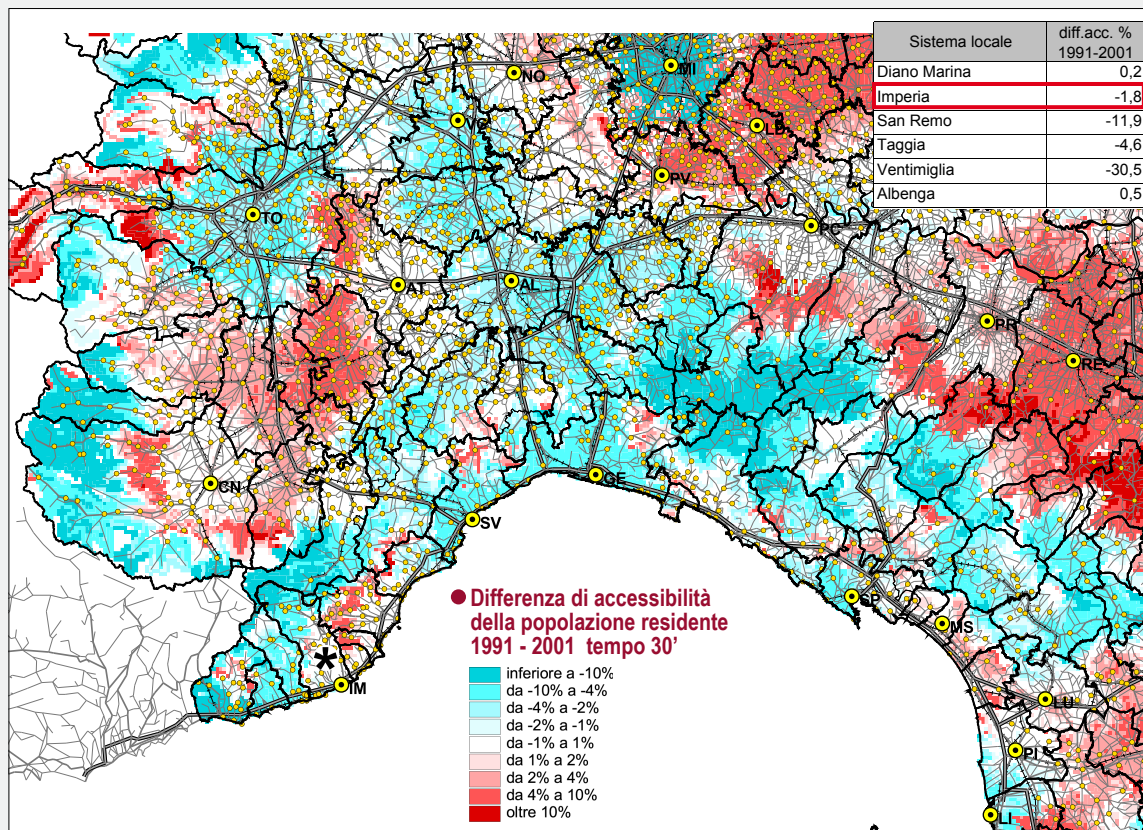 Sistema locale diff.acc. % 1991-2001
Diano Marina 0,2
Imperia -1,8
San Remo -11,9
Taggia -4,6
Ventimiglia -30,5
Albenga 0,5
NO
MI
VC
LD
PV
TO
PC
AT
AL
PR
RE
CN
GE
SV
SP
MS
*
IM
LU
PI
LI
Differenza di accessibilità
della popolazione residente
1991 - 2001 tempo 30'
inferiore a -10%
da -10% a -4%
da -4% a -2%
da -2% a -1%
da -1% a 1%
da 1% a 2%
da 2% a 4%
da 4% a 10%
oltre 10%